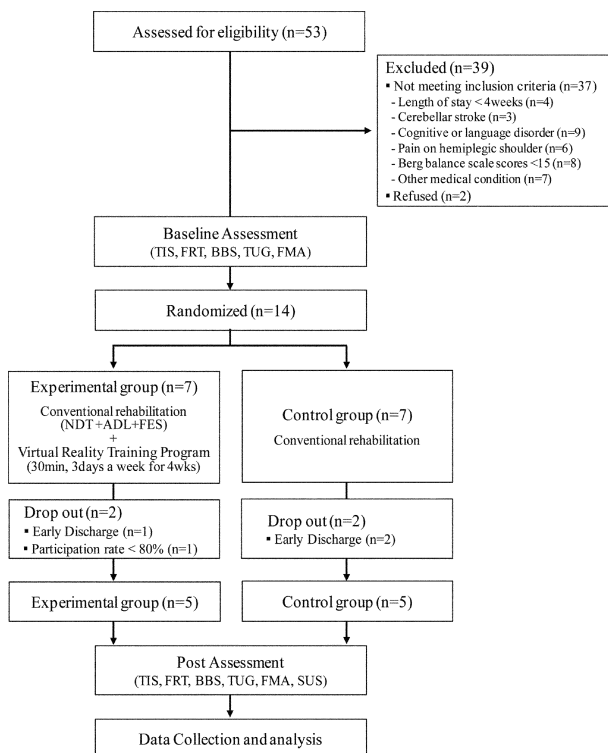 Assessed for eligibility (n=53)
Excluded (n=39)
▪ Not meeting inclusion criteria (n=37)
- Length of stay < 4weeks (n=4)
- Cerebellar stroke (n=3)
- Cognitive or language disorder (n=9)
- Pain on hemiplegic shoulder (n=6)
- Berg balance scale scores <15 (n=8)
- Other medical condition (n=7)
▪ Refused (n=2)
Baseline Assessment
(TIS, FRT, BBS, TUG, FMA)
Randomized (n=14)
Experimental group (n=7)
Conventional rehabilitation
(NDT+ADL+FES)
+
Virtual Reality Training Program
(30min, 3days a week for 4wks)
Control group (n=7)
Conventional rehabilitation
Drop out (n=2)
▪ Early Discharge (n=1)
▪ Participation rate < 80% (n=1)
Drop out (n=2)
▪ Early Discharge (n=2)
Experimental group (n=5)
Control group (n=5)
Post Assessment
(TIS, FRT, BBS, TUG, FMA, SUS)
Data Collection and analysis